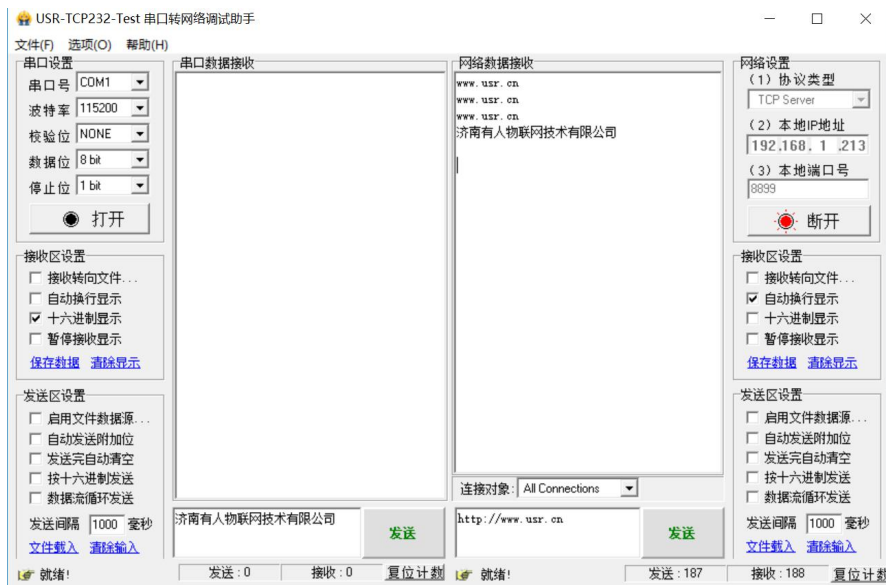 USR-TCP232-Test 串口转网络调试助手
文件(F) 选项(O) 帮助(H)
串口设置
串口号 COM1
波特率 115200
校验位 NONE
数据位 8 bit
停止位 1 bit
打开
接收区设置
接收转向文件...
自动换行显示
十六进制显示
暂停接收显示
保存数据 清除显示
发送区设置
启用文件数据源...
自动发送附加位
发送完自动清空
按十六进制发送
数据流循环发送
发送间隔 1000 毫秒
文件载入 清除输入
就绪!
串口数据接收
济南有人物联网技术有限公司
发送
发送 : 0 接收 : 0 复位计数
网络数据接收
www.usr.cn
www.usr.cn
www.usr.cn
济南有人物联网技术有限公司
连接对象: All Connections
http://www.usr.cn
发送
就绪!
发送 : 187 接收 : 188 复位计数
网络设置
(1) 协议类型
TCP Server
(2) 本地IP地址
192.168. 1 .213
(3) 本地端口号
8899
断开
接收区设置
接收转向文件...
自动换行显示
十六进制显示
暂停接收显示
保存数据 清除显示
发送区设置
启用文件数据源...
自动发送附加位
发送完自动清空
按十六进制发送
数据流循环发送
发送间隔 1000 毫秒
文件载入 清除输入